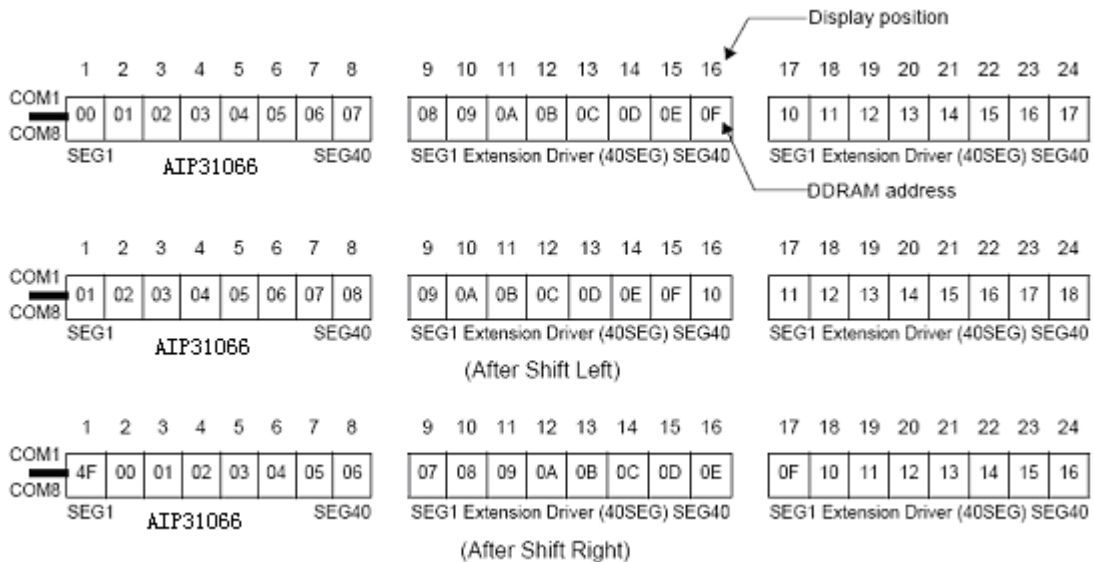 Display position
1 2 3 4 5 6 7 8 9 10 11 12 13 14 15 16 17 18 19 20 21 22 23 24
COM1
00 01 02 03 04 05 06 07 08 09 0A 0B 0C 0D 0E 0F 10 11 12 13 14 15 16 17
COM8
SEG1 SEG40 SEG1 Extension Driver (40SEG) SEG40 SEG1 Extension Driver (40SEG) SEG40
AIP31066
DDRAM address
1 2 3 4 5 6 7 8 9 10 11 12 13 14 15 16 17 18 19 20 21 22 23 24
COM1
01 02 03 04 05 06 07 08 09 0A 0B 0C 0D 0E 0F 10 11 12 13 14 15 16 17 18
COM8
SEG1 SEG40 SEG1 Extension Driver (40SEG) SEG40 SEG1 Extension Driver (40SEG) SEG40
AIP31066
(After Shift Left)
1 2 3 4 5 6 7 8 9 10 11 12 13 14 15 16 17 18 19 20 21 22 23 24
COM1
4F 00 01 02 03 04 05 06 07 08 09 0A 0B 0C 0D 0E 0F 10 11 12 13 14 15 16
COM8
SEG1 SEG40 SEG1 Extension Driver (40SEG) SEG40 SEG1 Extension Driver (40SEG) SEG40
AIP31066
(After Shift Right)